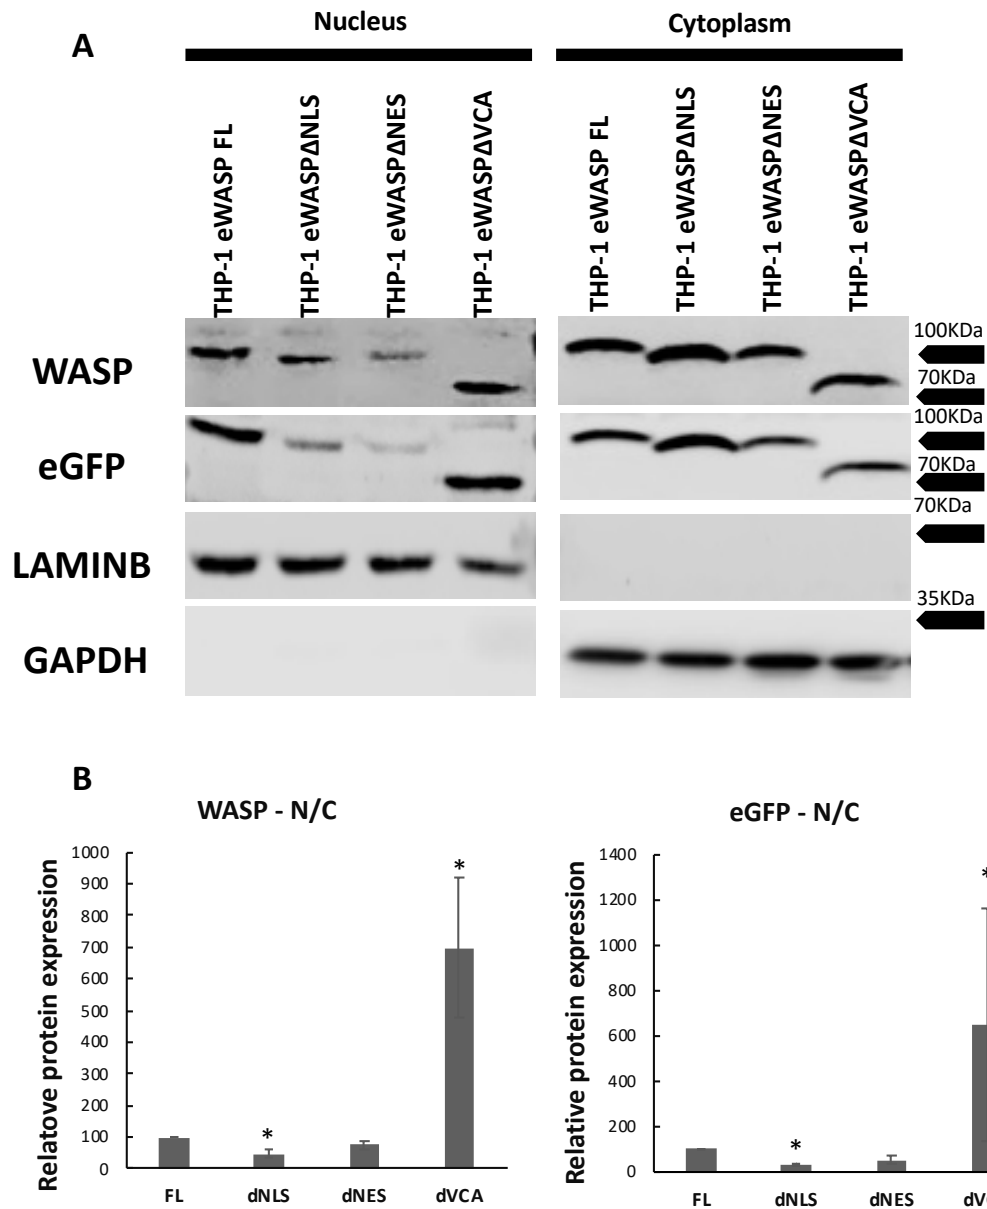 A
Nucleus
Cytoplasm
THP-1 eWASP FL
THP-1 eWASPΔNLS
THP-1 eWASPΔNES
THP-1 eWASPΔVCA
THP-1 eWASP FL
THP-1 eWASPΔNLS
THP-1 eWASPΔNES
THP-1 eWASPΔVCA
WASP
100KDa
70KDa
eGFP
100KDa
70KDa
LAMINB
70KDa
GAPDH
35KDa
B
WASP - N/C
Relatove protein expression
1000
900
800
700
600
500
400
300
200
100
0
*
*
FL dNLS dNES dVCA
eGFP - N/C
Relative protein expression
1400
1200
1000
800
600
400
200
0
*
*
FL dNLS dNES